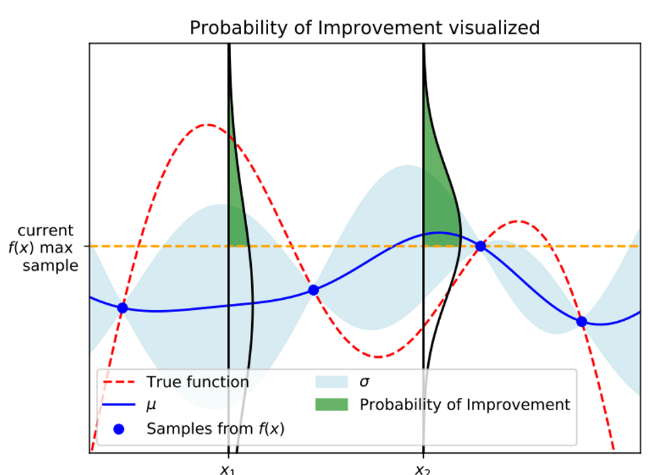 Probability of Improvement visualized
current
f(x) max
sample
True function
μ
Samples from f(x)
σ
Probability of Improvement
x₁
x₂